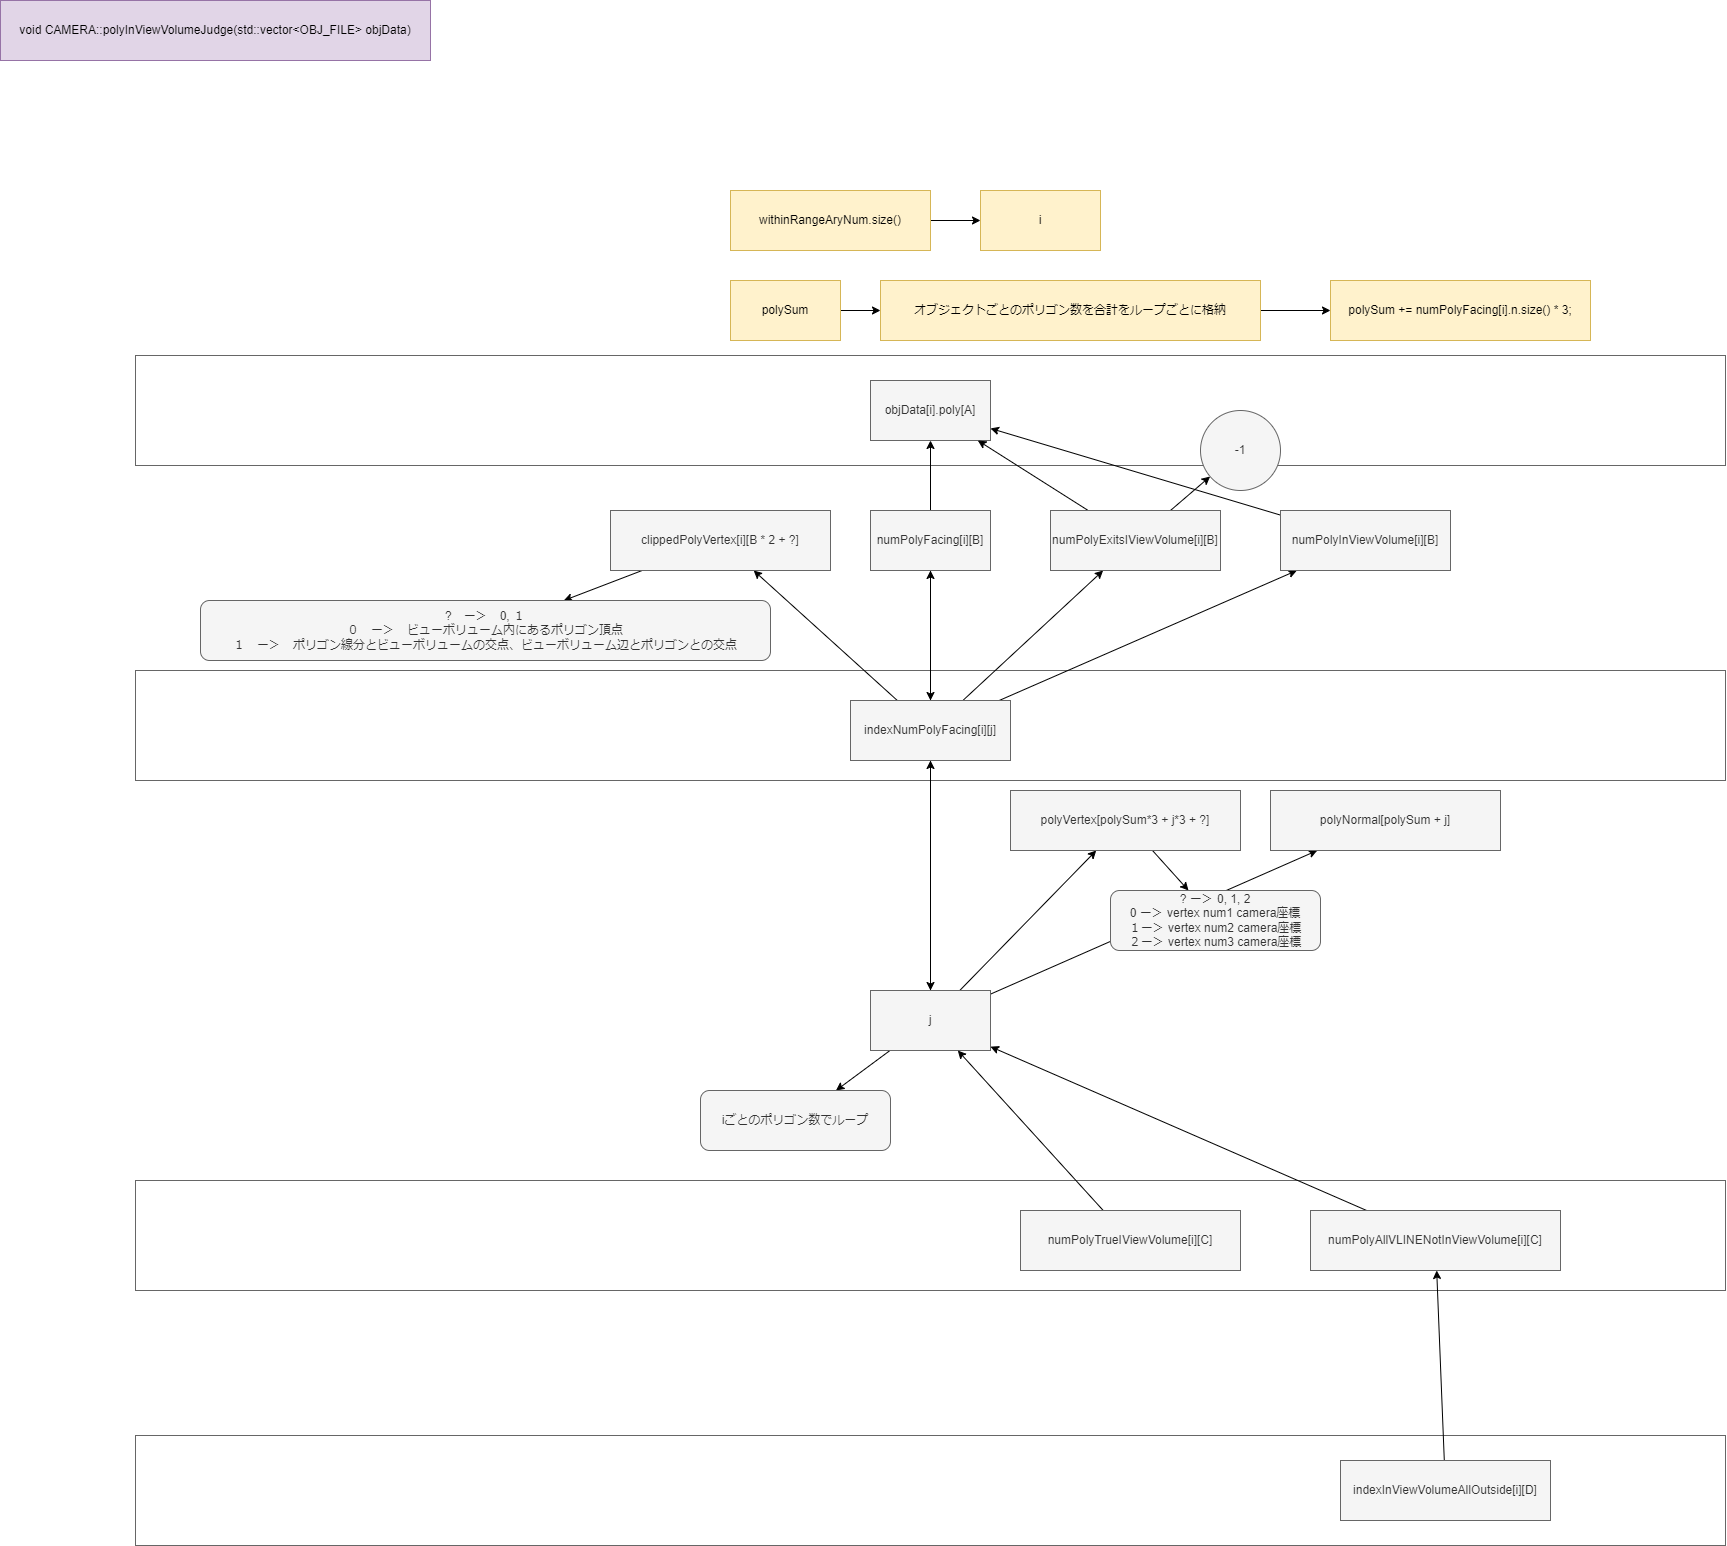 void CAMERA::polyInViewVolumeJudge(std::vector<OBJ_FILE> objData)
withinRangeAryNum.size()
i
polySum
オブジェクトごとのポリゴン数を合計をループごとに格納
polySum += numPolyFacing[i].n.size() * 3;
objData[i].poly[A]
-1
clippedPolyVertex[i][B * 2 + ?]
numPolyFacing[i][B]
numPolyExitsIViewVolume[i][B]
numPolyInViewVolume[i][B]
? ー＞ 0, 1
0 ー＞ ビューボリューム内にあるポリゴン頂点
1 ー＞ ポリゴン線分とビューボリュームの交点、ビューボリューム辺とポリゴンとの交点
indexNumPolyFacing[i][j]
polyVertex[polySum*3 + j*3 + ?]
polyNormal[polySum + j]
? ー＞ 0, 1, 2
0 ー＞ vertex num1 camera座標
1 ー＞ vertex num2 camera座標
2 ー＞ vertex num3 camera座標
j
iごとのポリゴン数でループ
numPolyTrueIViewVolume[i][C]
numPolyAllVLINENotInViewVolume[i][C]
indexInViewVolumeAllOutside[i][D]